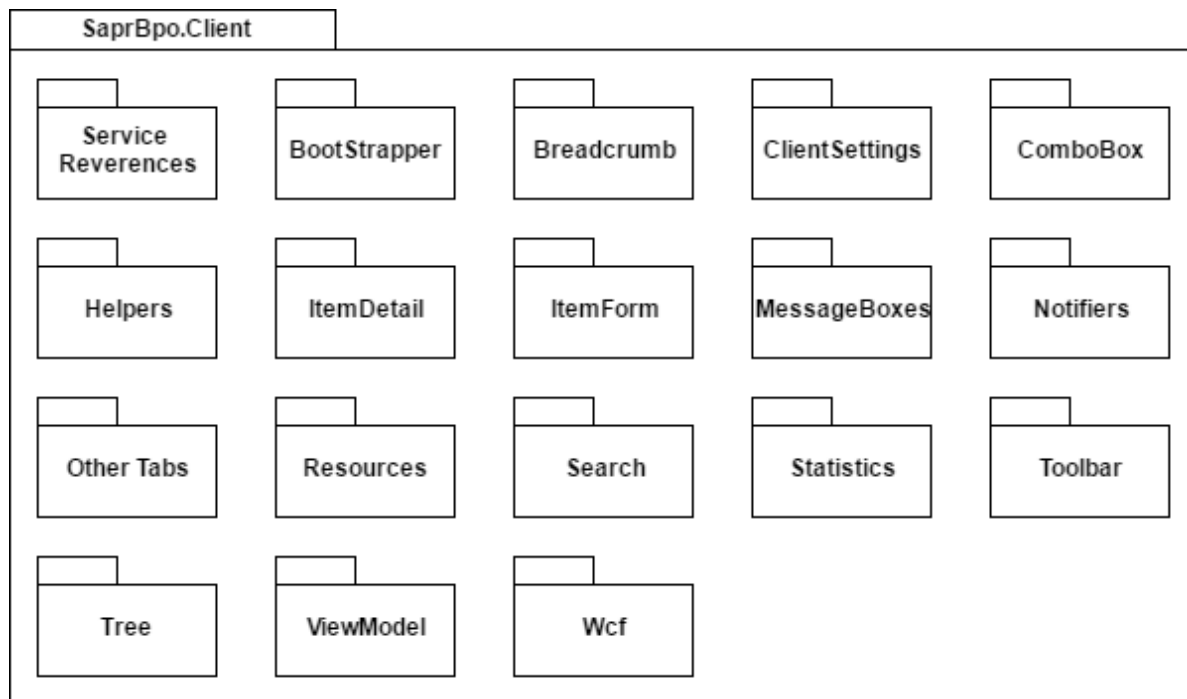 SaprBpo.Client
Service
Reverences
BootStrapper
Breadcrumb
ClientSettings
ComboBox
Helpers
ItemDetail
ItemForm
MessageBoxes
Notifiers
Other Tabs
Resources
Search
Statistics
Toolbar
Tree
ViewModel
Wcf